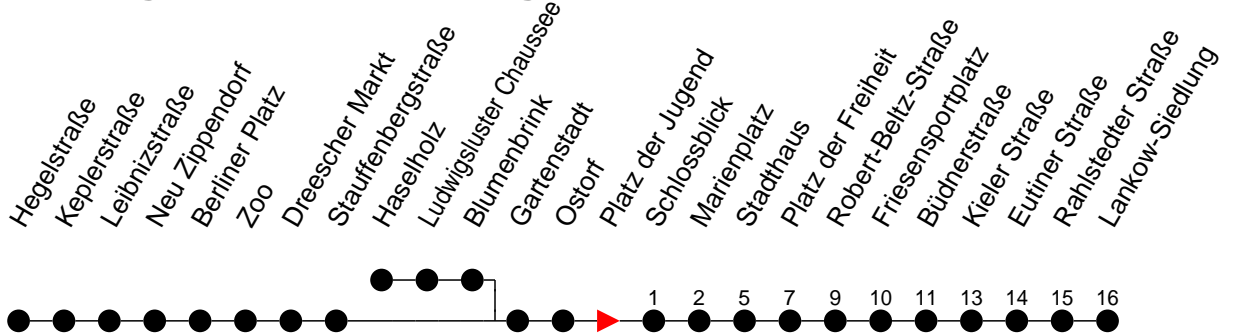 Hegelstraße
Keplerstraße
Leibnizstraße
Neu Zippendorf
Berliner Platz
Zoo
Dreescher Markt
Stauffenbergstraße
Haselholz
Ludwigsluster Chaussee
Blumenbrink
Gartenstadt
Ostorf
Platz der Jugend
Schlossblick
Marienplatz
Stadthaus
Platz der Freiheit
Robert-Beltz-Straße
Friesensportplatz
Büdnerstraße
Kieler Straße
Eutiner Straße
Rahlstedter Straße
Lankow-Siedlung
1 2 5 7 9 10 11 13 14 15 16